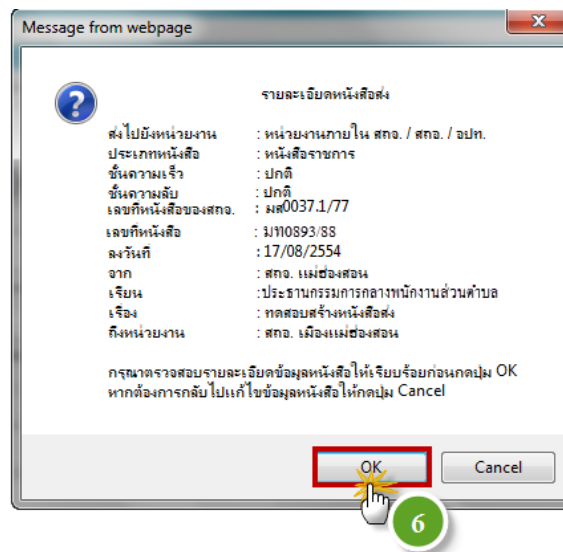 Message from webpage
รายละเอียดหนังสือส่ง
ส่งไปยังหน่วยงาน : หน่วยงานภายใน สถจ. / สถอ. / อปท.
ประเภทหนังสือ : หนังสือราชการ
ชั้นความเร็ว : ปกติ
ชั้นความลับ : ปกติ
เลขที่หนังสือของสถจ. : มส0037.1/77
เลขที่หนังสือ : มท0893/88
ลงวันที่ : 17/08/2554
จาก : สถจ. แม่ฮ่องสอน
เรียน :ประธานกรรมการกลางพนักงานส่วนตำบล
เรื่อง : ทดสอบสร้างหนังสือส่ง
ถึงหน่วยงาน : สถอ. เมืองแม่ฮ่องสอน
กรุณาตรวจสอบรายละเอียดข้อมูลหนังสือให้เรียบร้อยก่อนกดปุ่ม OK
หากต้องการกลับไปแก้ไขข้อมูลหนังสือให้กดปุ่ม Cancel
OK Cancel
6